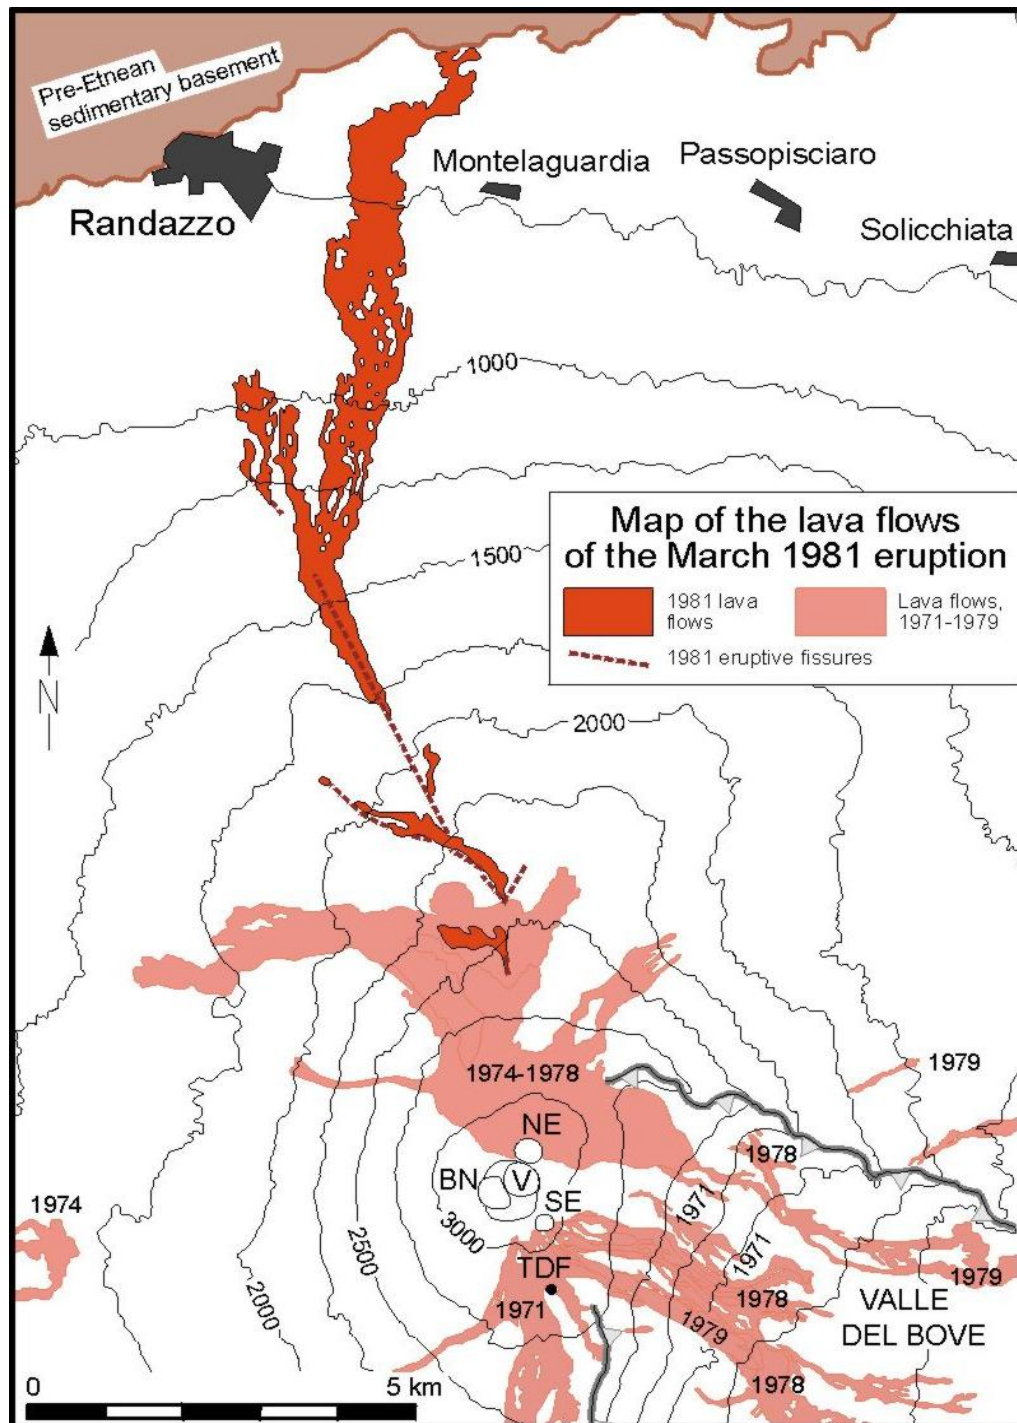 Pre-Etnean
sedimentary basement
Montelaguardia
Passopisciaro
Randazzo
Solicchiata
1000
Map of the lava flows
of the March 1981 eruption
1500
1981 lava
flows
Lava flows,
1971-1979
1981 eruptive fissures
N
2000
1974-1978
1979
NE
1978
BN
V
1971
SE
1974
3000
1971
2500
TDF
1979
1971
1978
VALLE
DEL BOVE
2000
1979
1978
0
5 km